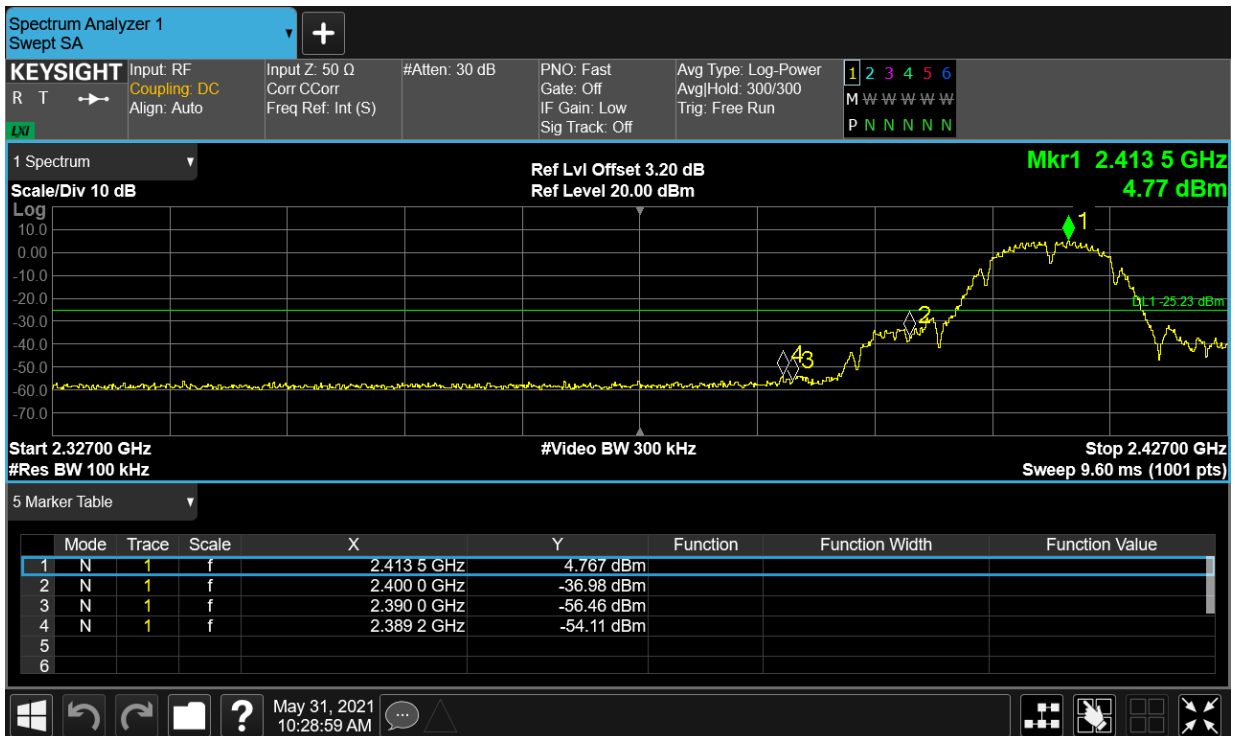 Spectrum Analyzer 1
Swept SA
KEYSIGHT
R T
LXI
Input: RF
Coupling: DC
Align: Auto
Input Z: 50 Ω
Corr CCorr
Freq Ref: Int (S)
#Atten: 30 dB
PNO: Fast
Gate: Off
IF Gain: Low
Sig Track: Off
Avg Type: Log-Power
Avg|Hold: 300/300
Trig: Free Run
1 2 3 4 5 6
M W W W W W W
P N N N N N N
1 Spectrum
Scale/Div 10 dB
Ref Lvl Offset 3.20 dB
Ref Level 20.00 dBm
Mkr1 2.413 5 GHz
4.77 dBm
Log
10.0
0.00
-10.0
-20.0
-30.0
-40.0
-50.0
-60.0
-70.0
1
DL1 -25.23 dBm
2
4 3
Start 2.32700 GHz
#Video BW 300 kHz
Stop 2.42700 GHz
#Res BW 100 kHz
Sweep 9.60 ms (1001 pts)
5 Marker Table
Mode Trace Scale X Y Function Function Width Function Value
1 N 1 f 2.413 5 GHz 4.767 dBm
2 N 1 f 2.400 0 GHz -36.98 dBm
3 N 1 f 2.390 0 GHz -56.46 dBm
4 N 1 f 2.389 2 GHz -54.11 dBm
5
6
?
May 31, 2021
10:28:59 AM